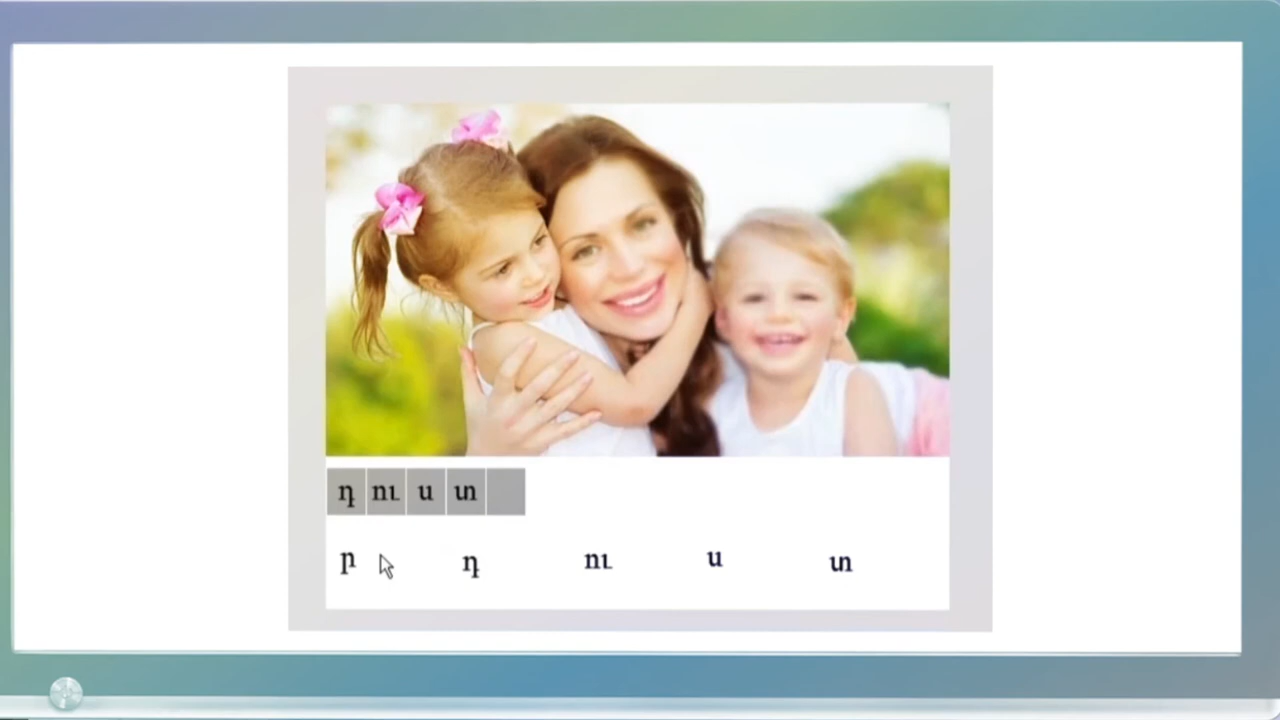 դ ու ս տ
ր դ ու ս տ